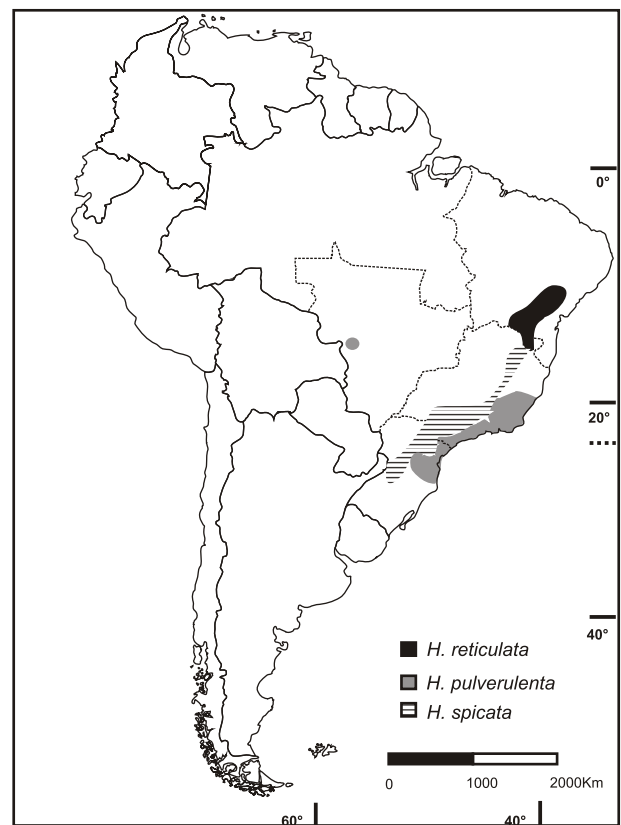 0°
20°
40°
H. reticulata
H. pulverulenta
H. spicata
0 1000 2000Km
60° 40°